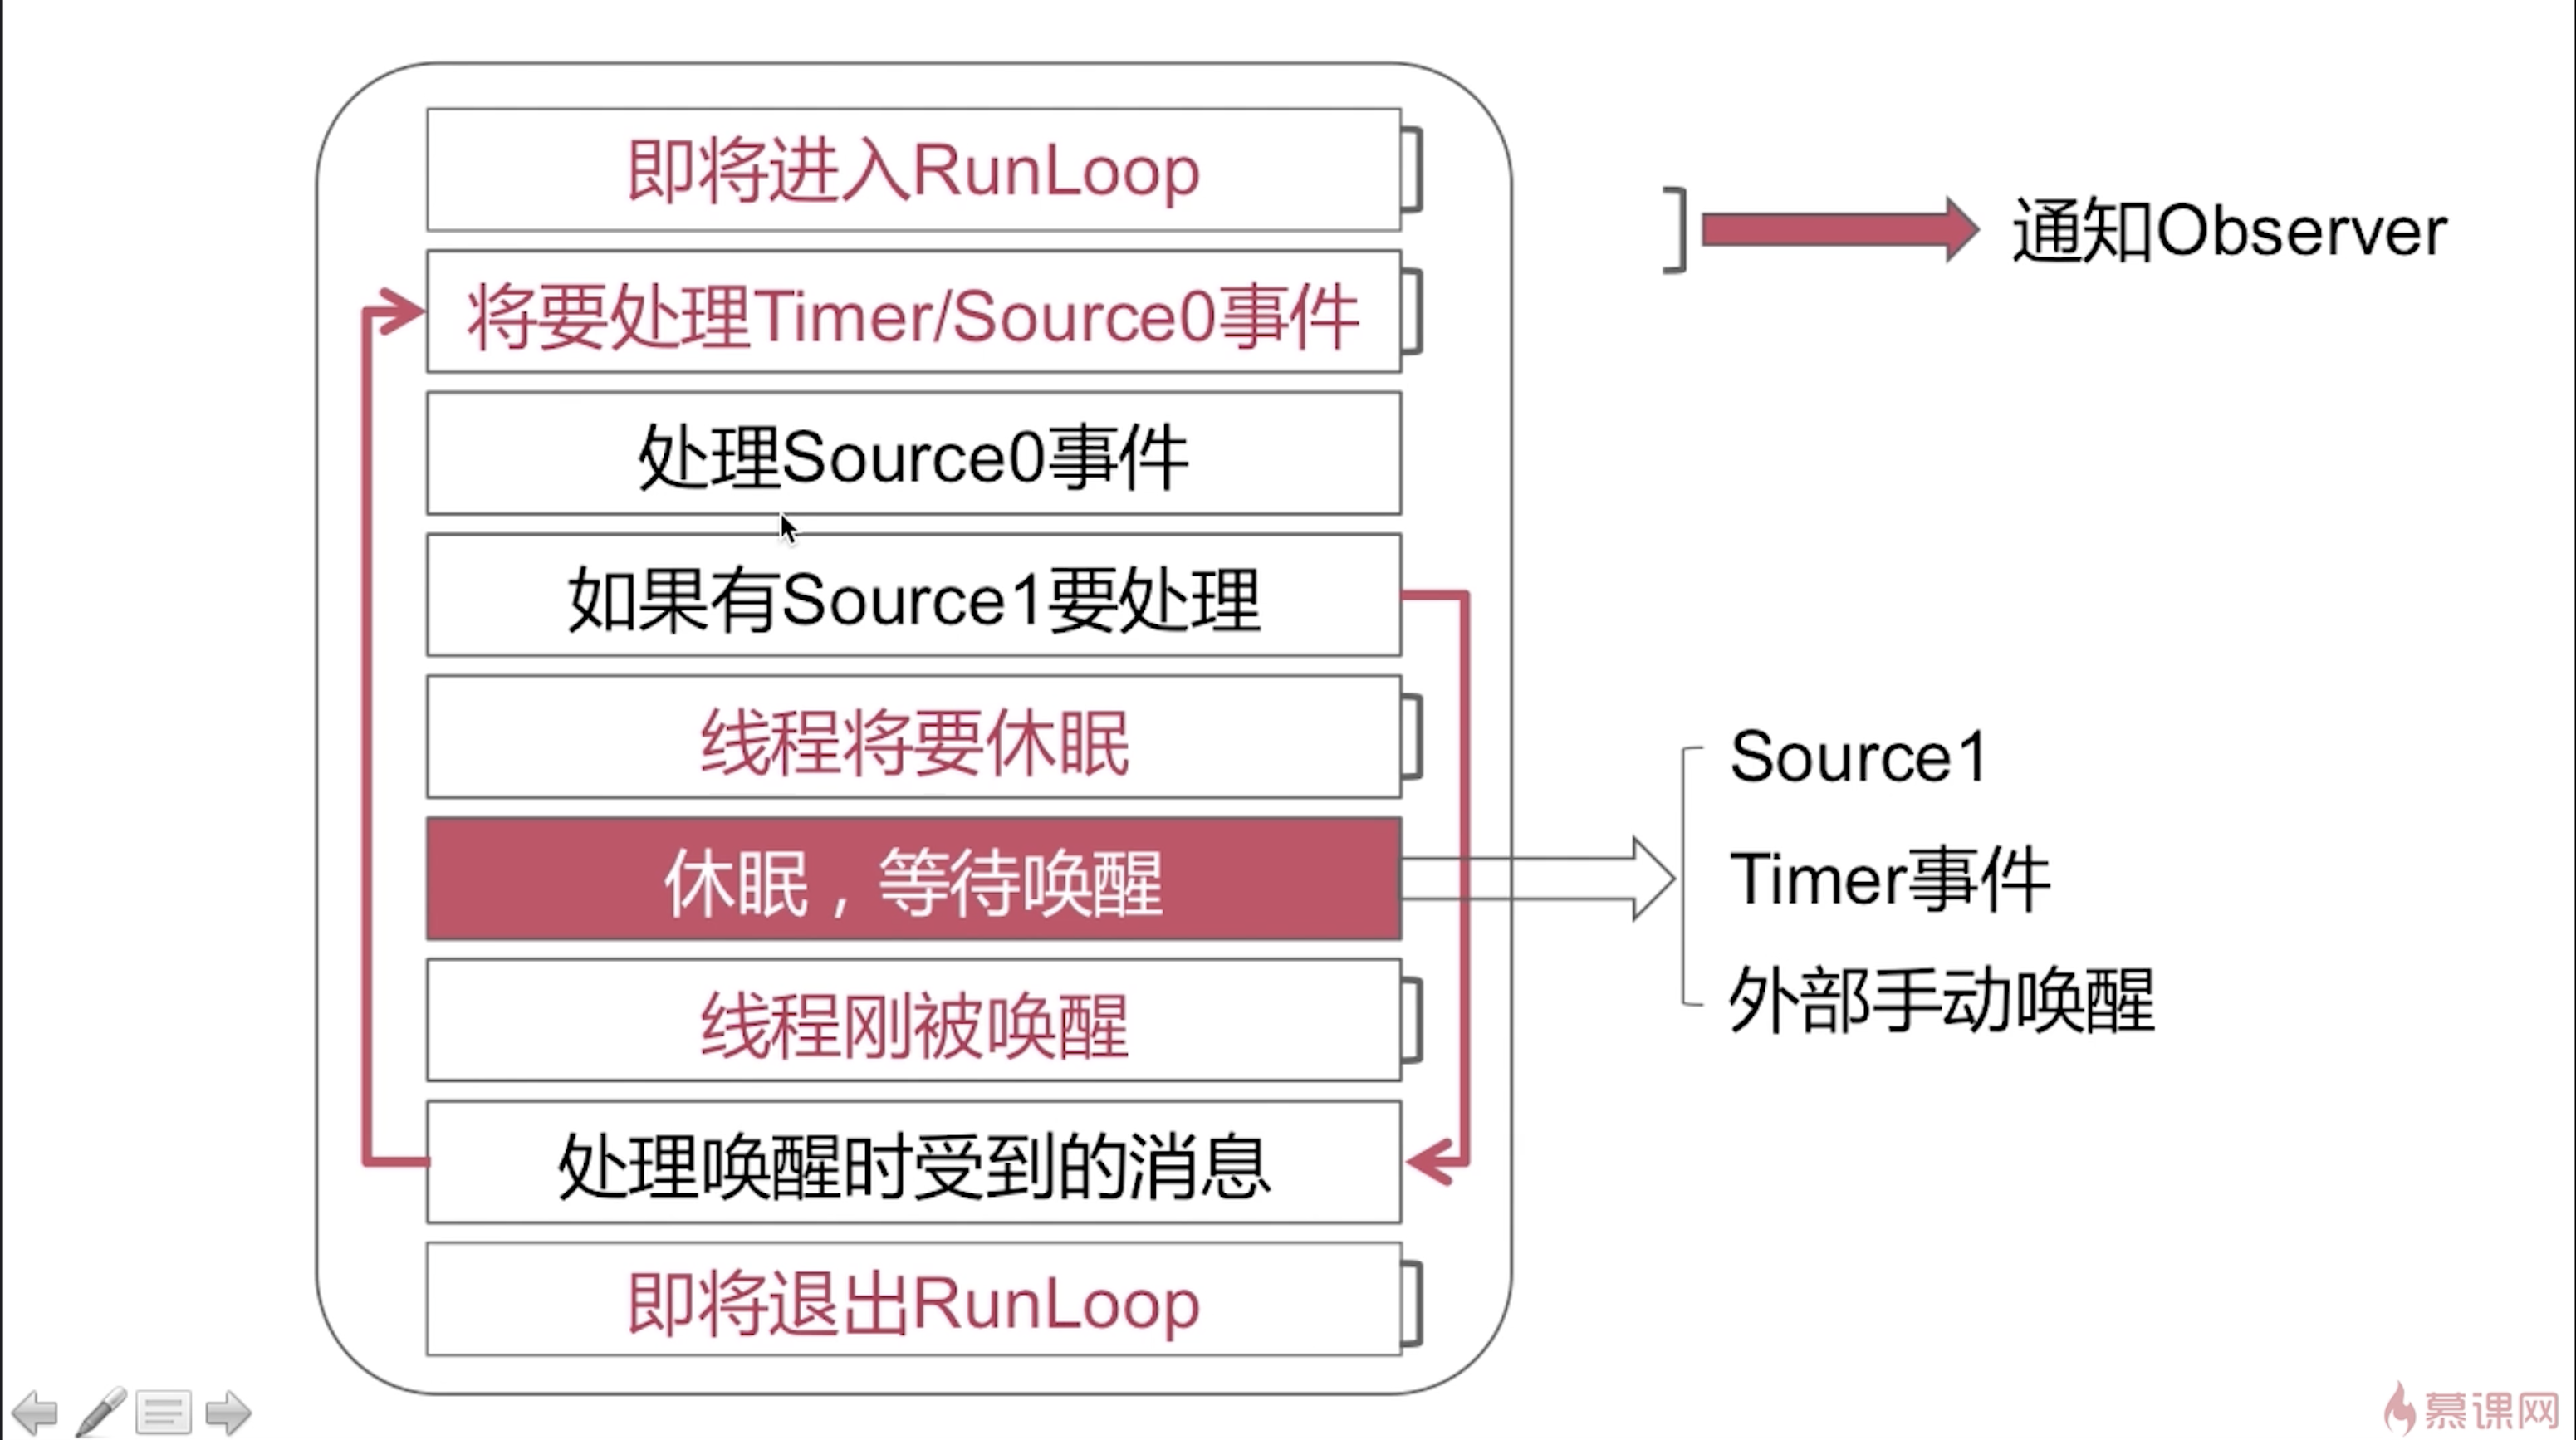 即将进入RunLoop
将要处理Timer/Source0事件
处理Source0事件
如果有Source1要处理
线程将要休眠
休眠，等待唤醒
线程刚被唤醒
处理唤醒时受到的消息
即将退出RunLoop
通知Observer
Source1
Timer事件
外部手动唤醒
慕课网